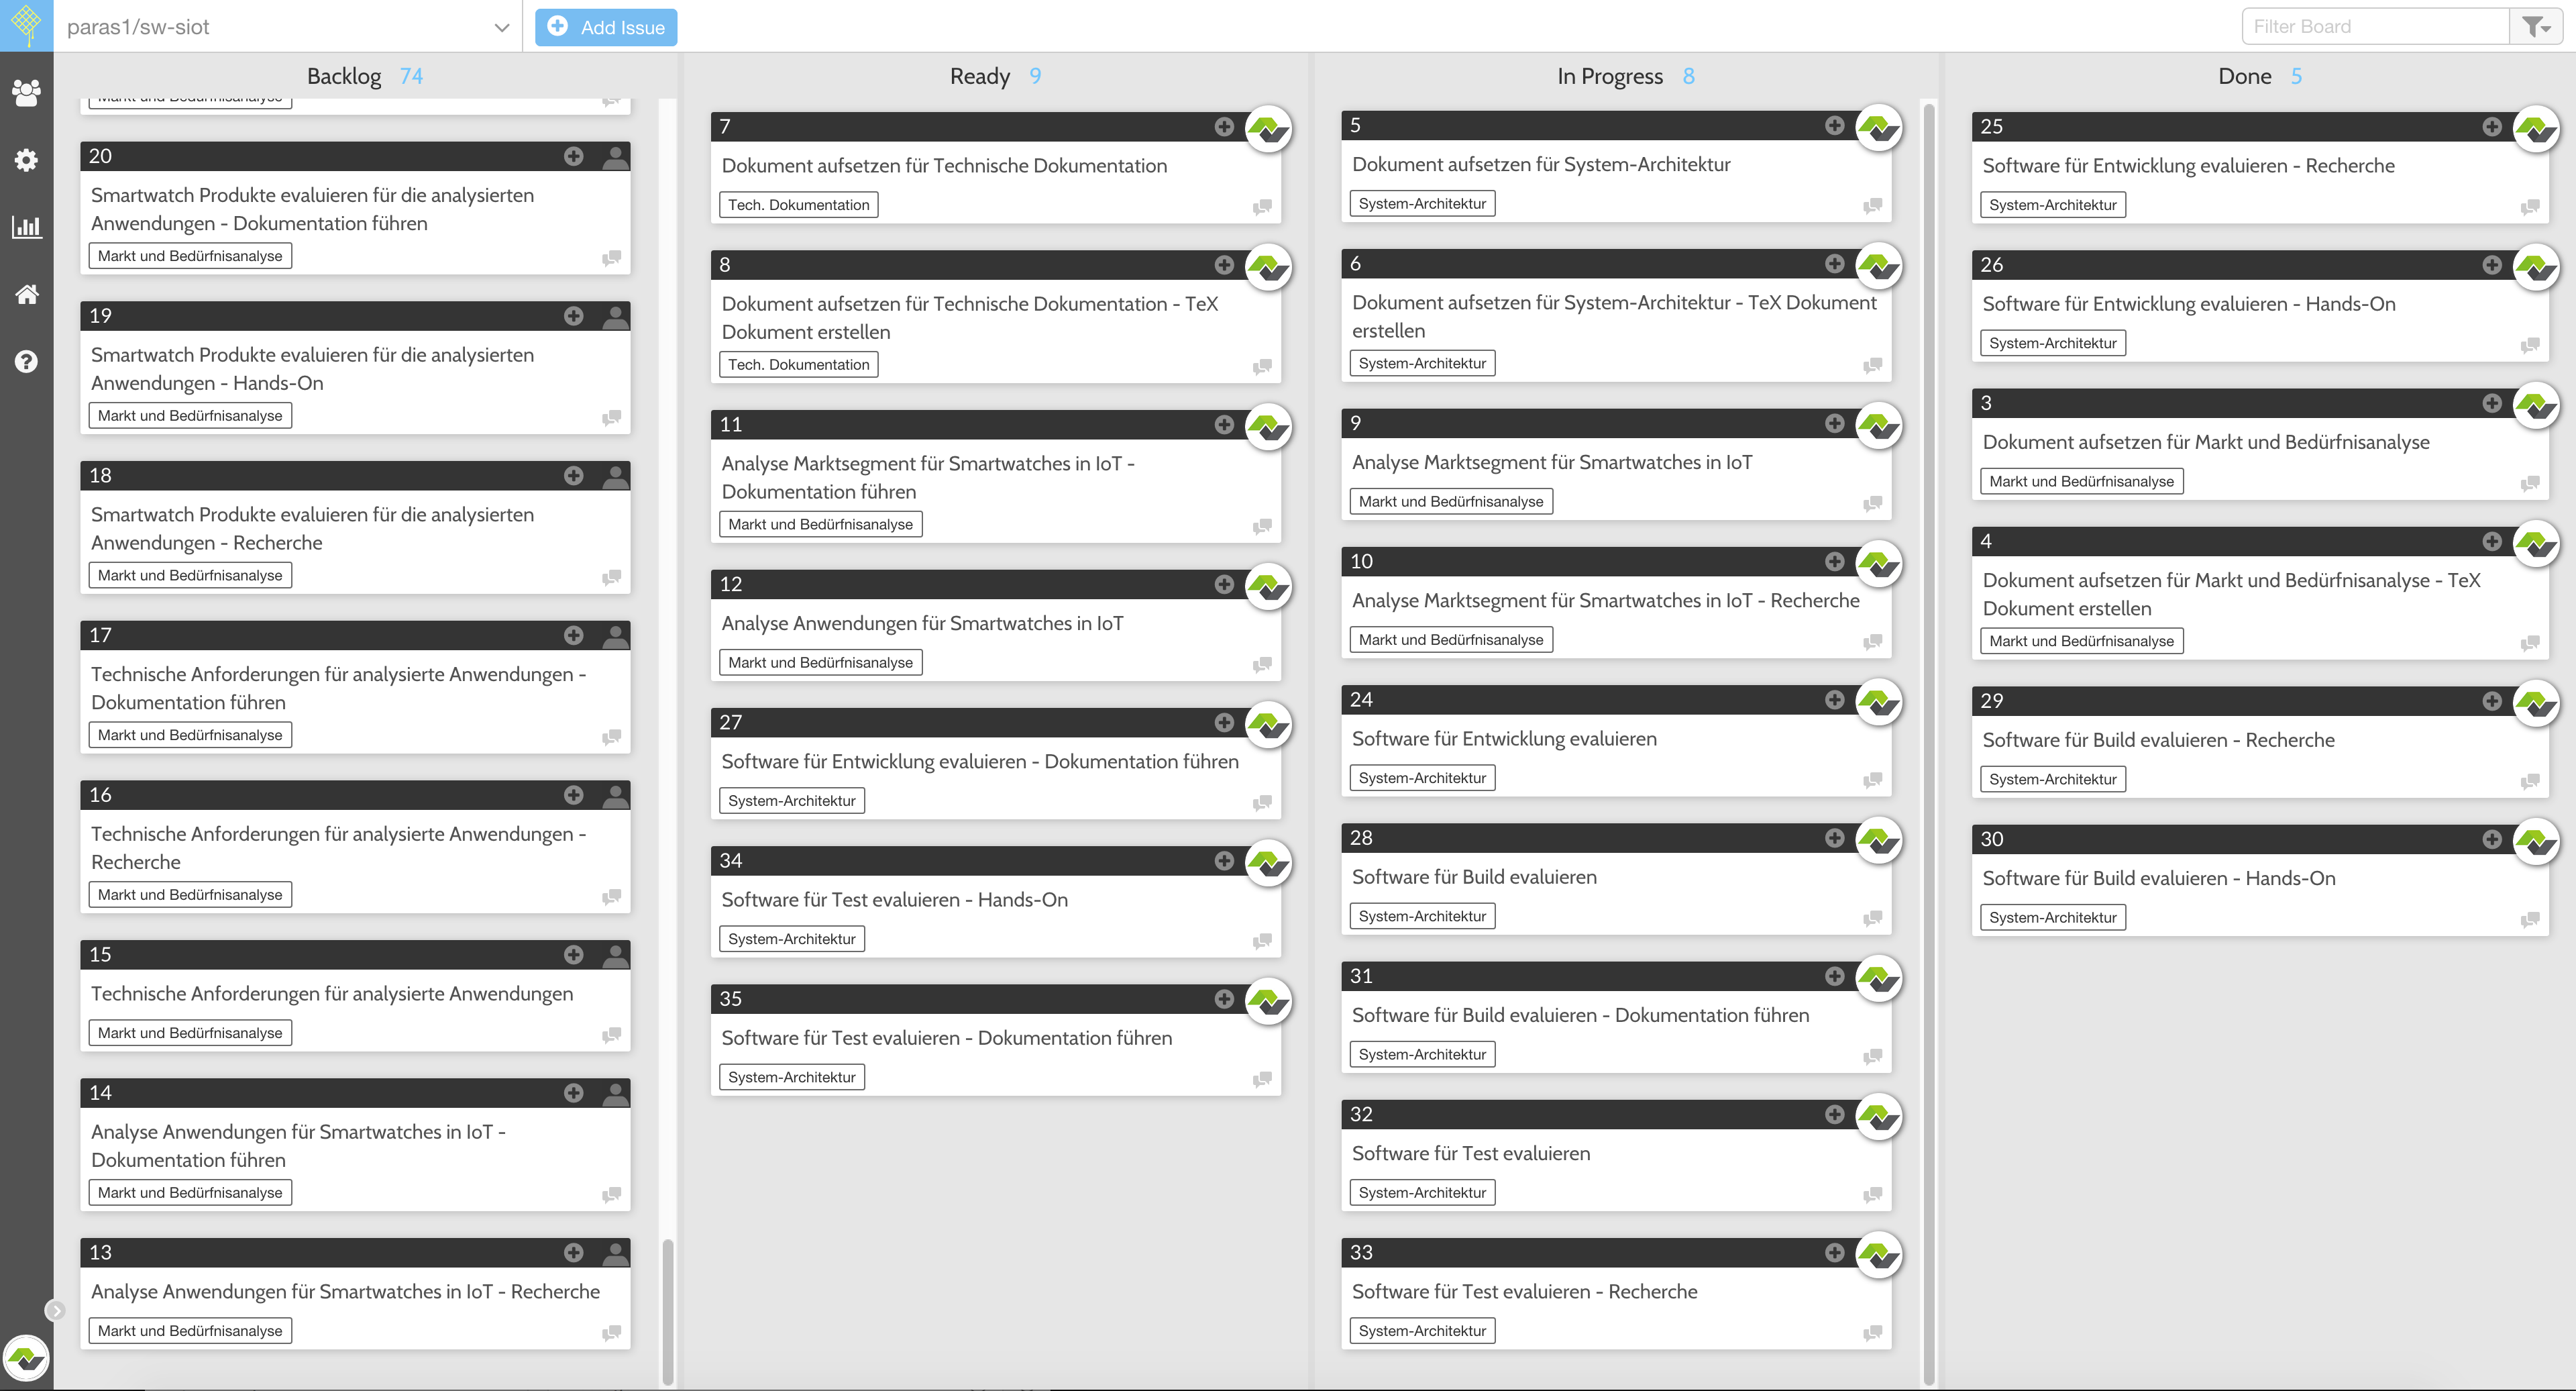 paras1/sw-siot
Add Issue
Filter Board
Backlog 74
Markt und Bedürfnisanalyse
20
Smartwatch Produkte evaluieren für die analysierten
Anwendungen - Dokumentation führen
Markt und Bedürfnisanalyse
19
Smartwatch Produkte evaluieren für die analysierten
Anwendungen - Hands-On
Markt und Bedürfnisanalyse
18
Smartwatch Produkte evaluieren für die analysierten
Anwendungen - Recherche
Markt und Bedürfnisanalyse
17
Technische Anforderungen für analysierte Anwendungen -
Dokumentation führen
Markt und Bedürfnisanalyse
16
Technische Anforderungen für analysierte Anwendungen -
Recherche
Markt und Bedürfnisanalyse
15
Technische Anforderungen für analysierte Anwendungen
Markt und Bedürfnisanalyse
14
Analyse Anwendungen für Smartwatches in IoT -
Dokumentation führen
Markt und Bedürfnisanalyse
13
Analyse Anwendungen für Smartwatches in IoT - Recherche
Markt und Bedürfnisanalyse
Ready 9
7
Dokument aufsetzen für Technische Dokumentation
Tech. Dokumentation
8
Dokument aufsetzen für Technische Dokumentation - TeX
Dokument erstellen
Tech. Dokumentation
11
Analyse Marktsegment für Smartwatches in IoT -
Dokumentation führen
Markt und Bedürfnisanalyse
12
Analyse Anwendungen für Smartwatches in IoT
Markt und Bedürfnisanalyse
27
Software für Entwicklung evaluieren - Dokumentation führen
System-Architektur
34
Software für Test evaluieren - Hands-On
System-Architektur
35
Software für Test evaluieren - Dokumentation führen
System-Architektur
In Progress 8
5
Dokument aufsetzen für System-Architektur
System-Architektur
6
Dokument aufsetzen für System-Architektur - TeX Dokument
erstellen
System-Architektur
9
Analyse Marktsegment für Smartwatches in IoT
Markt und Bedürfnisanalyse
10
Analyse Marktsegment für Smartwatches in IoT - Recherche
Markt und Bedürfnisanalyse
24
Software für Entwicklung evaluieren
System-Architektur
28
Software für Build evaluieren
System-Architektur
31
Software für Build evaluieren - Dokumentation führen
System-Architektur
32
Software für Test evaluieren
System-Architektur
33
Software für Test evaluieren - Recherche
System-Architektur
Done 5
25
Software für Entwicklung evaluieren - Recherche
System-Architektur
26
Software für Entwicklung evaluieren - Hands-On
System-Architektur
3
Dokument aufsetzen für Markt und Bedürfnisanalyse
Markt und Bedürfnisanalyse
4
Dokument aufsetzen für Markt und Bedürfnisanalyse - TeX
Dokument erstellen
Markt und Bedürfnisanalyse
29
Software für Build evaluieren - Recherche
System-Architektur
30
Software für Build evaluieren - Hands-On
System-Architektur